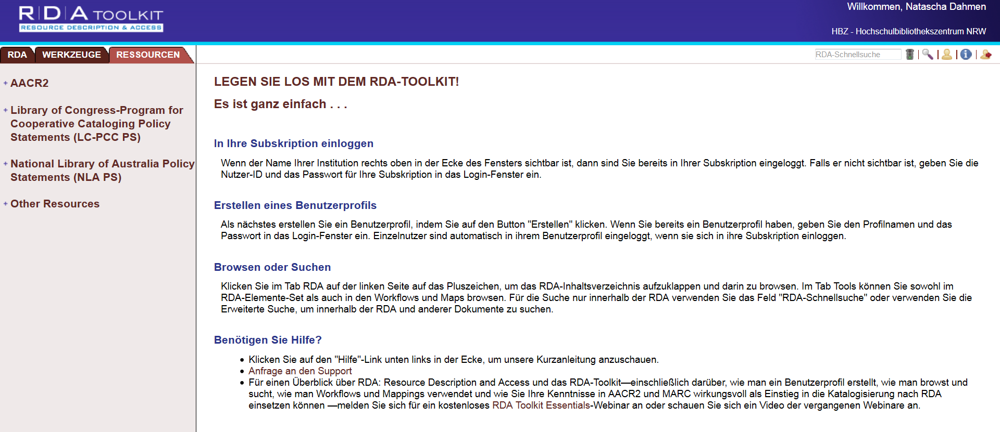 R|D|A TOOLKIT
RESOURCE DESCRIPTION & ACCESS
Willkommen, Natascha Dahmen
HBZ - Hochschulbibliothekszentrum NRW
RDA WERKZEUGE RESSOURCEN
RDA-Schnellsuche
AACR2
Library of Congress-Program for
Cooperative Cataloging Policy
Statements (LC-PCC PS)
National Library of Australia Policy
Statements (NLA PS)
Other Resources
LEGEN SIE LOS MIT DEM RDA-TOOLKIT!
Es ist ganz einfach . . .
In Ihre Subskription einloggen
Wenn der Name Ihrer Institution rechts oben in der Ecke des Fensters sichtbar ist, dann sind Sie bereits in Ihrer Subskription eingeloggt. Falls er nicht sichtbar ist, geben Sie die
Nutzer-ID und das Passwort für Ihre Subskription in das Login-Fenster ein.
Erstellen eines Benutzerprofils
Als nächstes erstellen Sie ein Benutzerprofil, indem Sie auf den Button "Erstellen" klicken. Wenn Sie bereits ein Benutzerprofil haben, geben Sie den Profilnamen und das
Passwort in das Login-Fenster ein. Einzelnutzer sind automatisch in ihrem Benutzerprofil eingeloggt, wenn sie sich in ihre Subskription einloggen.
Browsen oder Suchen
Klicken Sie im Tab RDA auf der linken Seite auf das Pluszeichen, um das RDA-Inhaltsverzeichnis aufzuklappen und darin zu browsen. Im Tab Tools können Sie sowohl im
RDA-Elemente-Set als auch in den Workflows und Maps browsen. Für die Suche nur innerhalb der RDA verwenden Sie das Feld "RDA-Schnellsuche" oder verwenden Sie die
Erweiterte Suche, um innerhalb der RDA und anderer Dokumente zu suchen.
Benötigen Sie Hilfe?
Klicken Sie auf den "Hilfe"-Link unten links in der Ecke, um unsere Kurzanleitung anzuschauen.
Anfrage an den Support
Für einen Überblick über RDA: Resource Description and Access und das RDA-Toolkit—einschließlich darüber, wie man ein Benutzerprofil erstellt, wie man browst und
sucht, wie man Workflows und Mappings verwendet und wie Sie Ihre Kenntnisse in AACR2 und MARC wirkungsvoll als Einstieg in die Katalogisierung nach RDA
einsetzen können —melden Sie sich für ein kostenloses RDA Toolkit Essentials-Webinar an oder schauen Sie sich ein Video der vergangenen Webinare an.